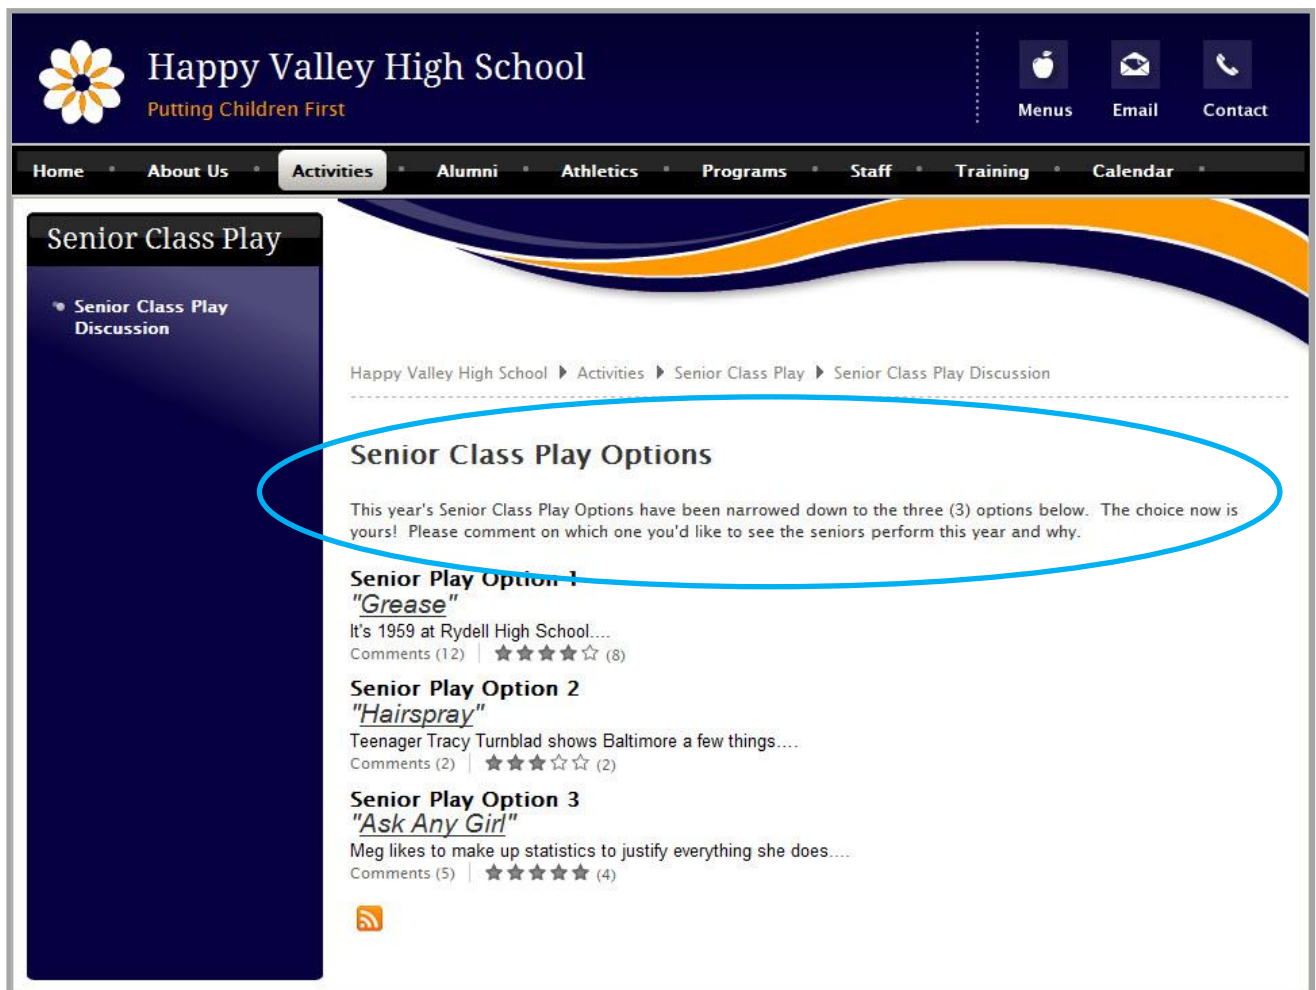 Happy Valley High School
Putting Children First
Menus Email Contact
Home About Us Activities Alumni Athletics Programs Staff Training Calendar
Senior Class Play
Senior Class Play
Discussion
Happy Valley High School Activities Senior Class Play Senior Class Play Discussion
Senior Class Play Options
This year's Senior Class Play Options have been narrowed down to the three (3) options below. The choice now is
yours! Please comment on which one you'd like to see the seniors perform this year and why.
Senior Play Option 1
"Grease"
It's 1959 at Rydell High School....
Comments (12) (8)
Senior Play Option 2
"Hairspray"
Teenager Tracy Turnblad shows Baltimore a few things....
Comments (2) (2)
Senior Play Option 3
"Ask Any Girl"
Meg likes to make up statistics to justify everything she does....
Comments (5) (4)